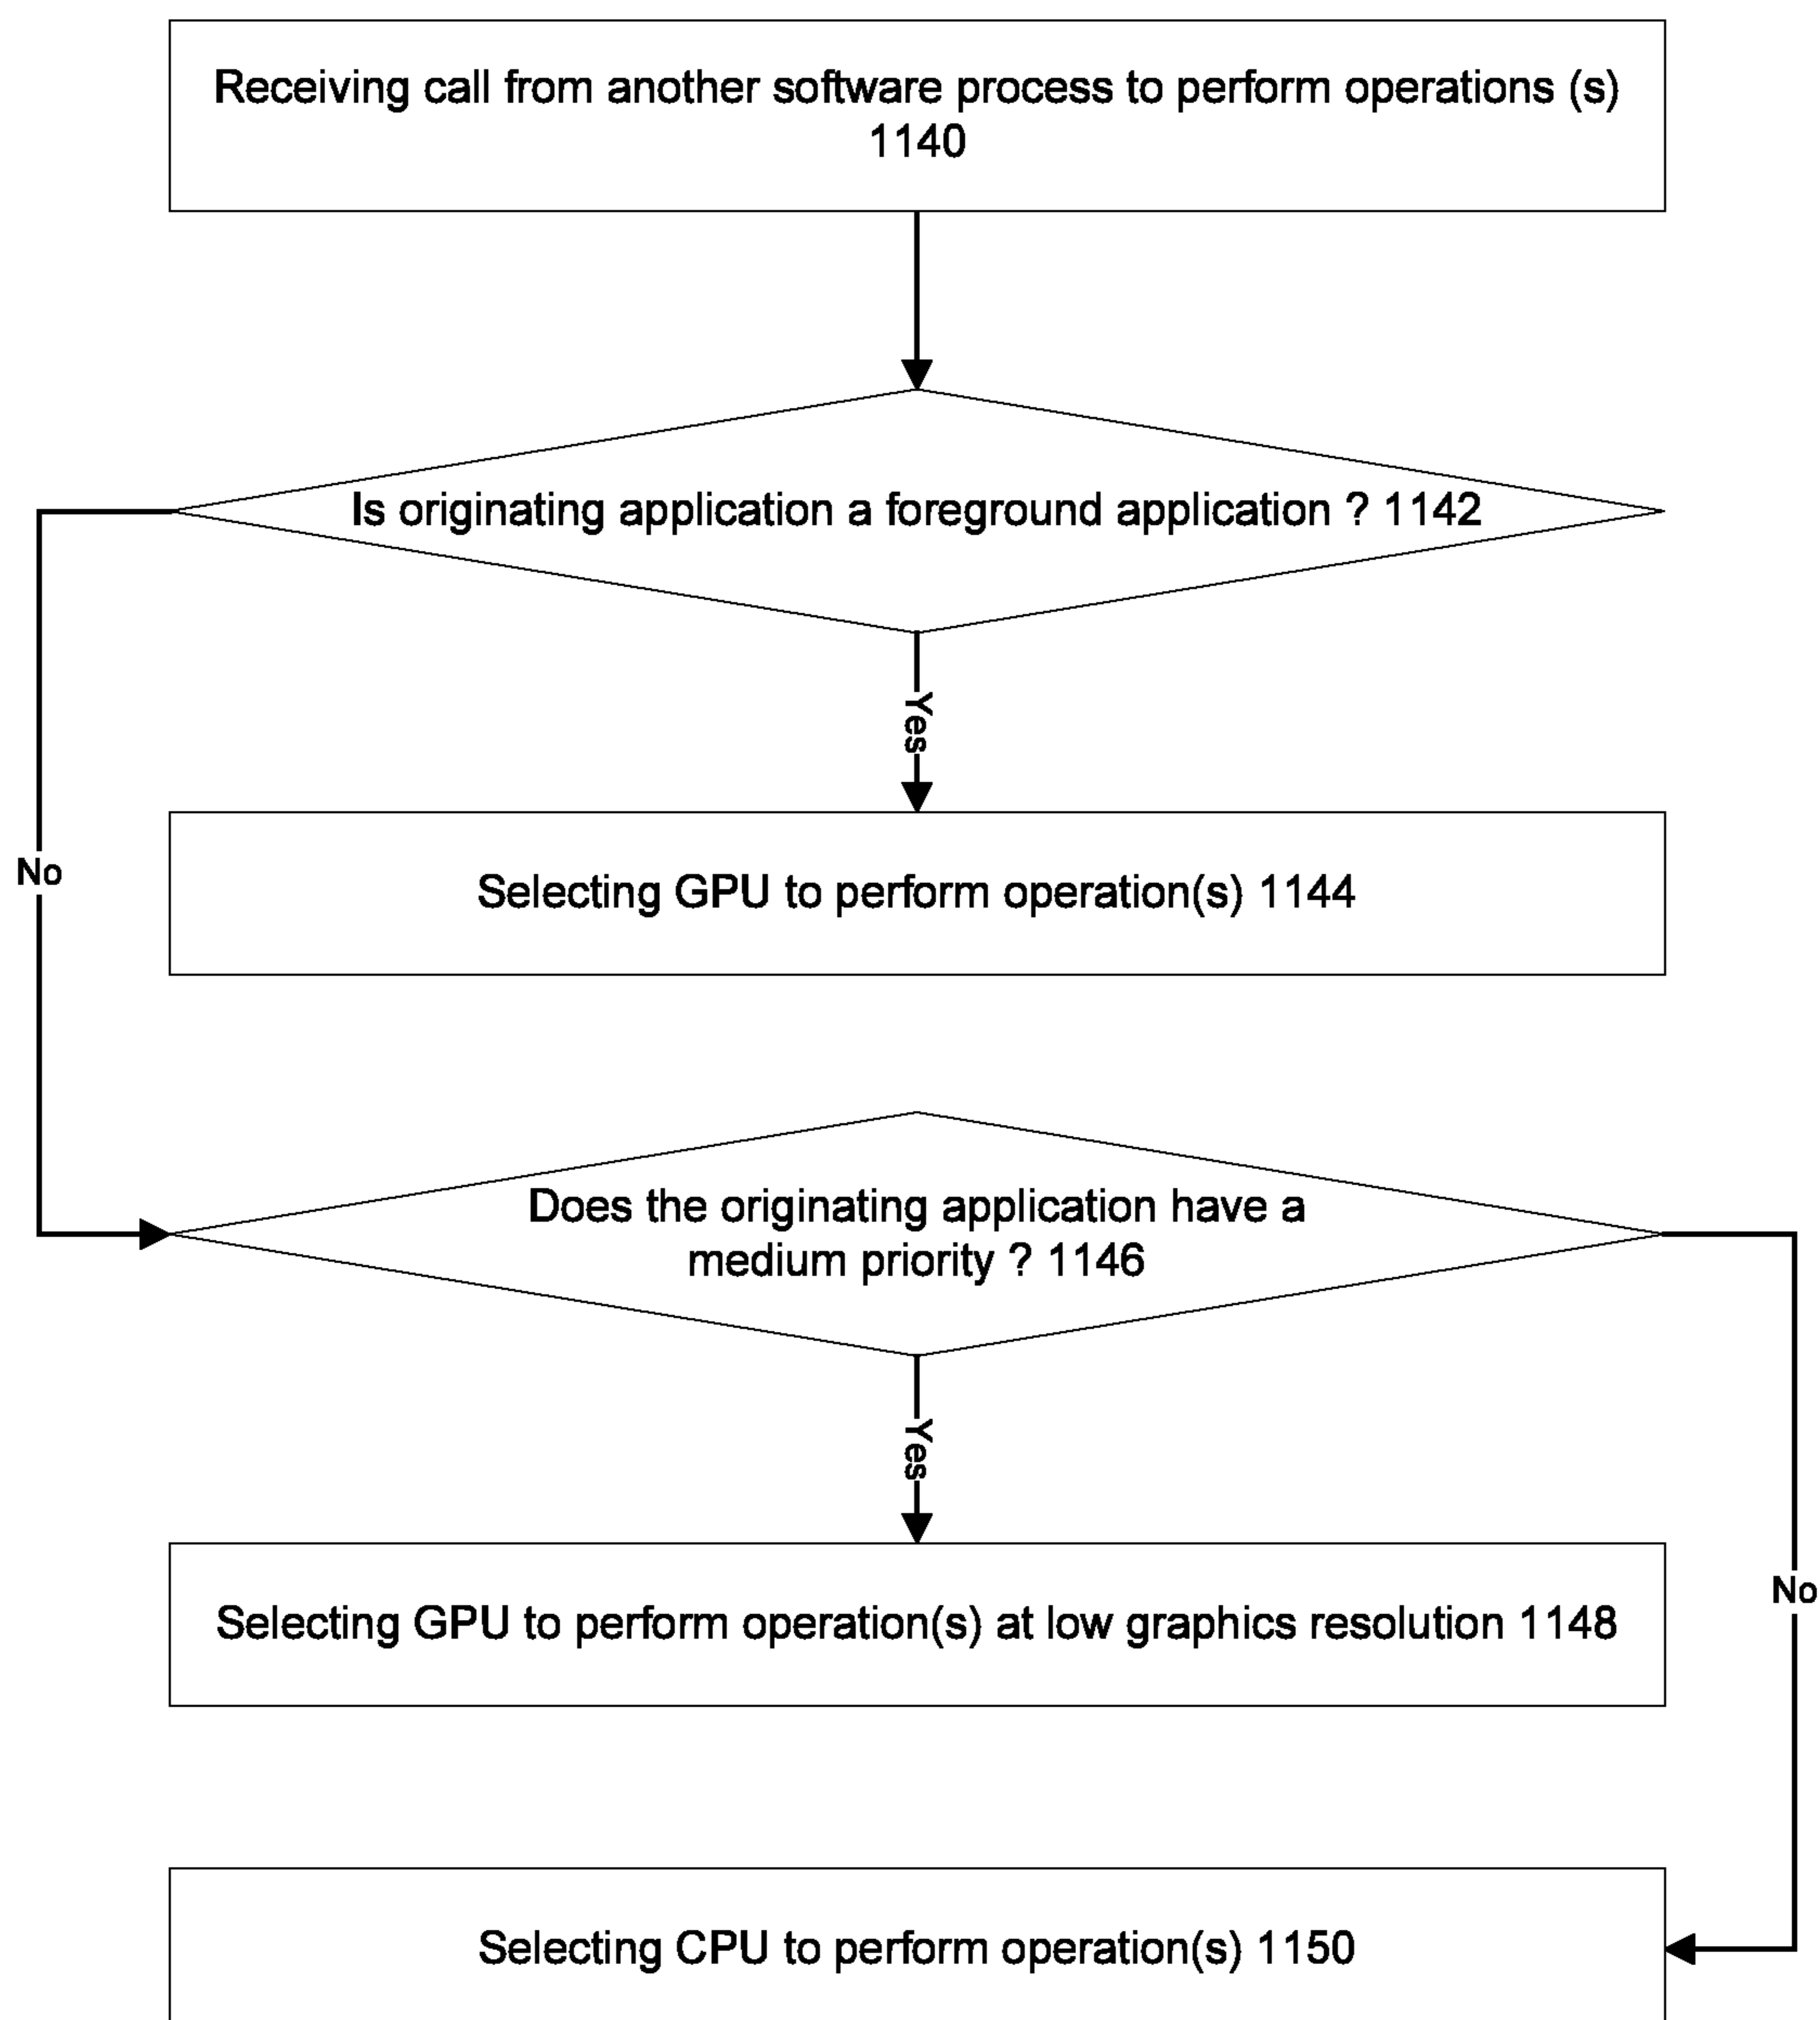 Receiving call from another software process to perform operations (s)
1140
Is originating application a foreground application ? 1142
Yes
No
Selecting GPU to perform operation(s) 1144
Does the originating application have a
medium priority ? 1146
Yes
No
Selecting GPU to perform operation(s) at low graphics resolution 1148
Selecting CPU to perform operation(s) 1150